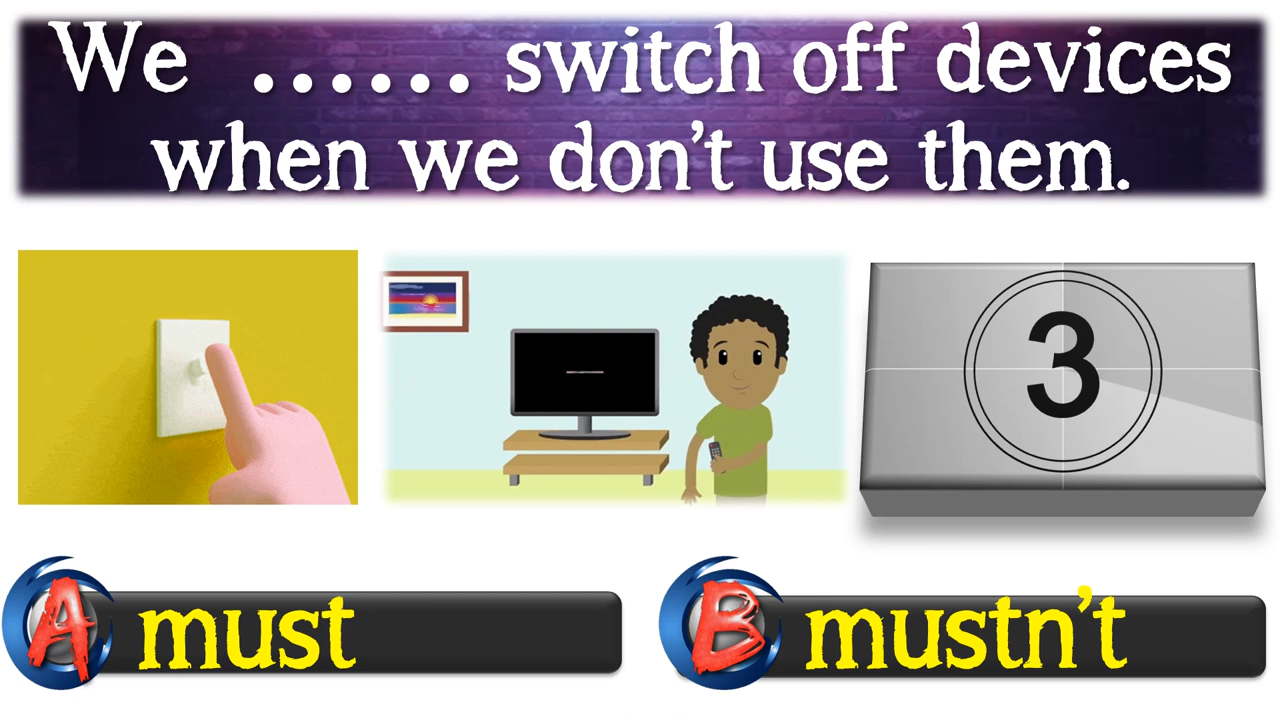 We ...... switch off devices
when we don't use them.
3
A must
B mustn't